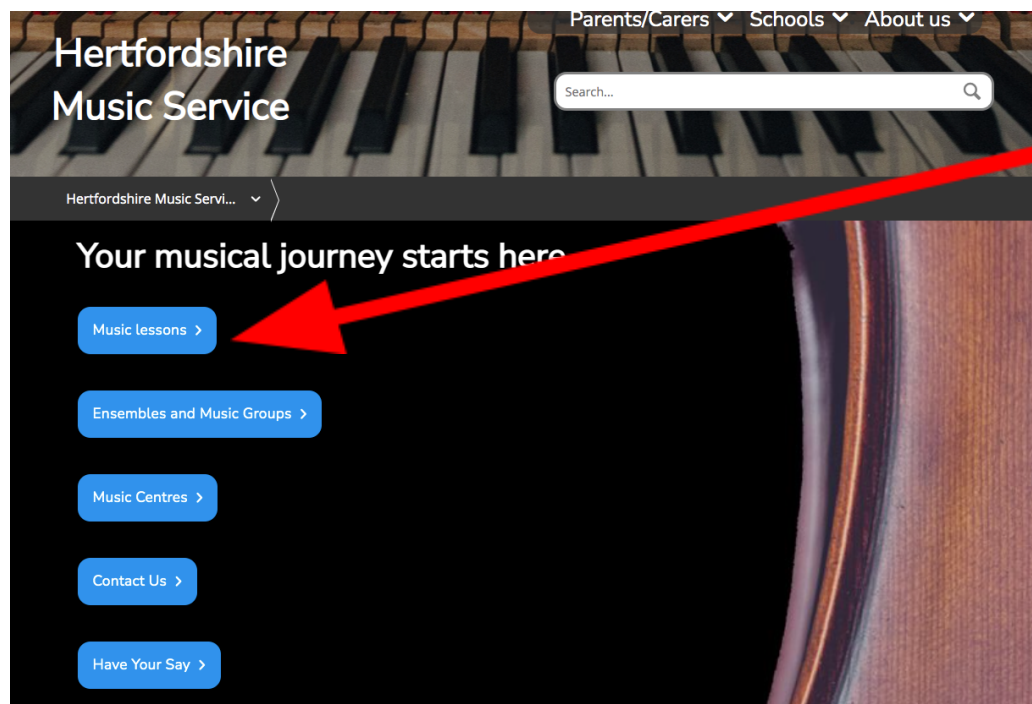 Parents/Carers Schools About us
Hertfordshire
Music Service
Search...
Hertfordshire Music Servi...
Your musical journey starts here
Music lessons
Ensembles and Music Groups
Music Centres
Contact Us
Have Your Say